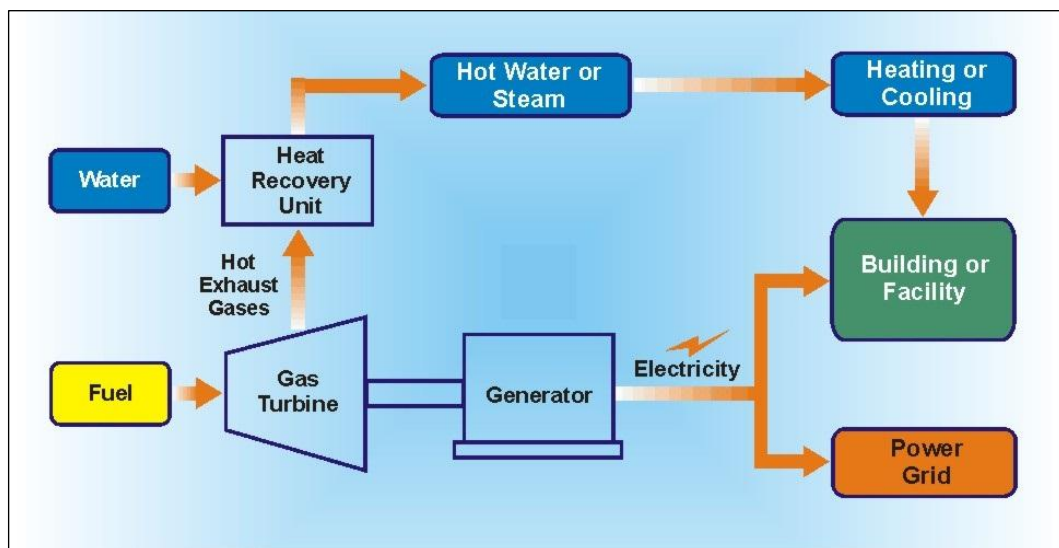 Hot Water or
Steam
Heating or
Cooling
Water
Heat
Recovery
Unit
Hot
Exhaust
Gases
Building or
Facility
Fuel
Gas
Turbine
Generator
Electricity
Power
Grid